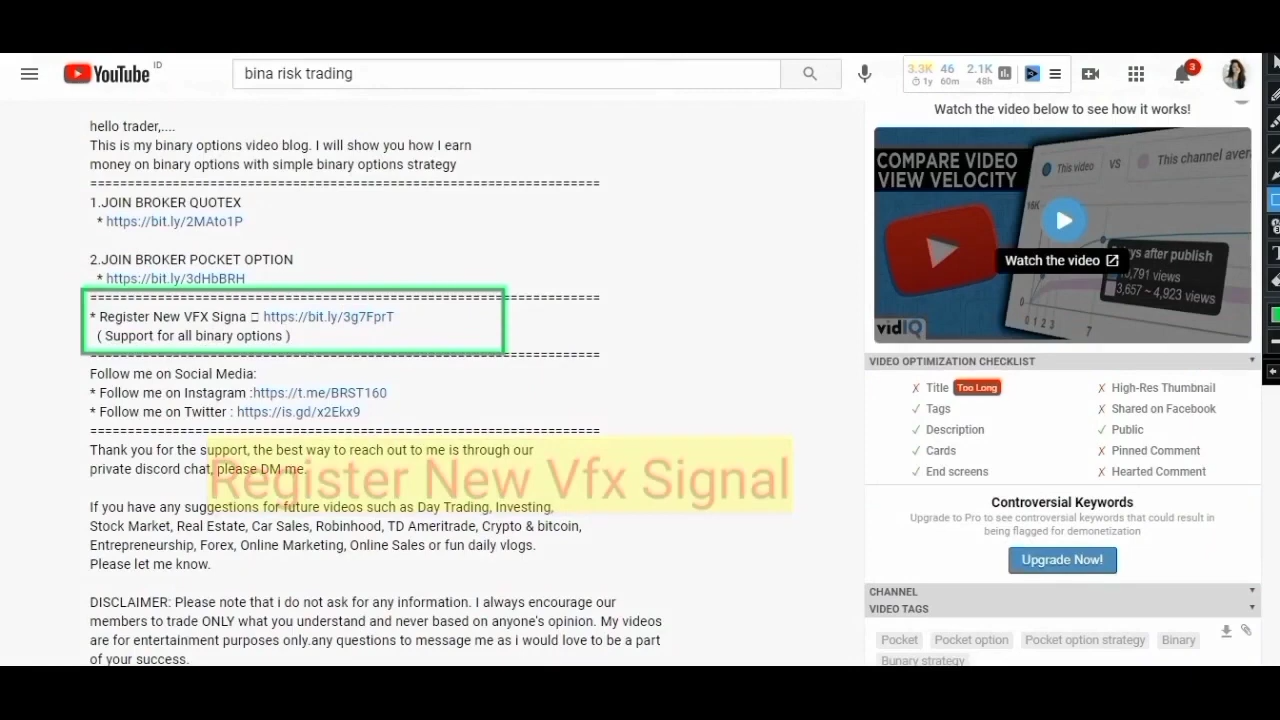 YouTube ID
bina risk trading
3.3K 46 2.1K
1y 60m 48h
3
hello trader,....
This is my binary options video blog. I will show you how I earn
money on binary options with simple binary options strategy
====================================================================
1.JOIN BROKER QUOTEX
* https://bit.ly/2MAto1P
2.JOIN BROKER POCKET OPTION
* https://bit.ly/3dHbBRH
====================================================================
* Register New VFX Signa □ https://bit.ly/3g7FprT
( Support for all binary options )
====================================================================
Follow me on Social Media:
* Follow me on Instagram :https://t.me/BRST160
* Follow me on Twitter : https://is.gd/x2Ekx9
====================================================================
Thank you for the support, the best way to reach out to me is through our
private discord chat, please DM me.
Register New Vfx Signal
If you have any suggestions for future videos such as Day Trading, Investing,
Stock Market, Real Estate, Car Sales, Robinhood, TD Ameritrade, Crypto & bitcoin,
Entrepreneurship, Forex, Online Marketing, Online Sales or fun daily vlogs.
Please let me know.
DISCLAIMER: Please note that i do not ask for any information. I always encourage our
members to trade ONLY what you understand and never based on anyone's opinion. My videos
are for entertainment purposes only.any questions to message me as i would love to be a part
of your success.
Watch the video below to see how it works!
COMPARE VIDEO
VIEW VELOCITY
This video VS This channel avera
Watch the video
days after publish
,791 views
3,657 ~ 4,923 views
0 1 2 3 7
vidIQ
VIDEO OPTIMIZATION CHECKLIST
✗ Title Too Long
✗ High-Res Thumbnail
✓ Tags
✗ Shared on Facebook
✓ Description
✓ Public
✓ Cards
✗ Pinned Comment
✓ End screens
✗ Hearted Comment
Controversial Keywords
Upgrade to Pro to see controversial keywords that could result in
being flagged for demonetization
Upgrade Now!
CHANNEL
VIDEO TAGS
Pocket Pocket option Pocket option strategy Binary
Bunary strategy